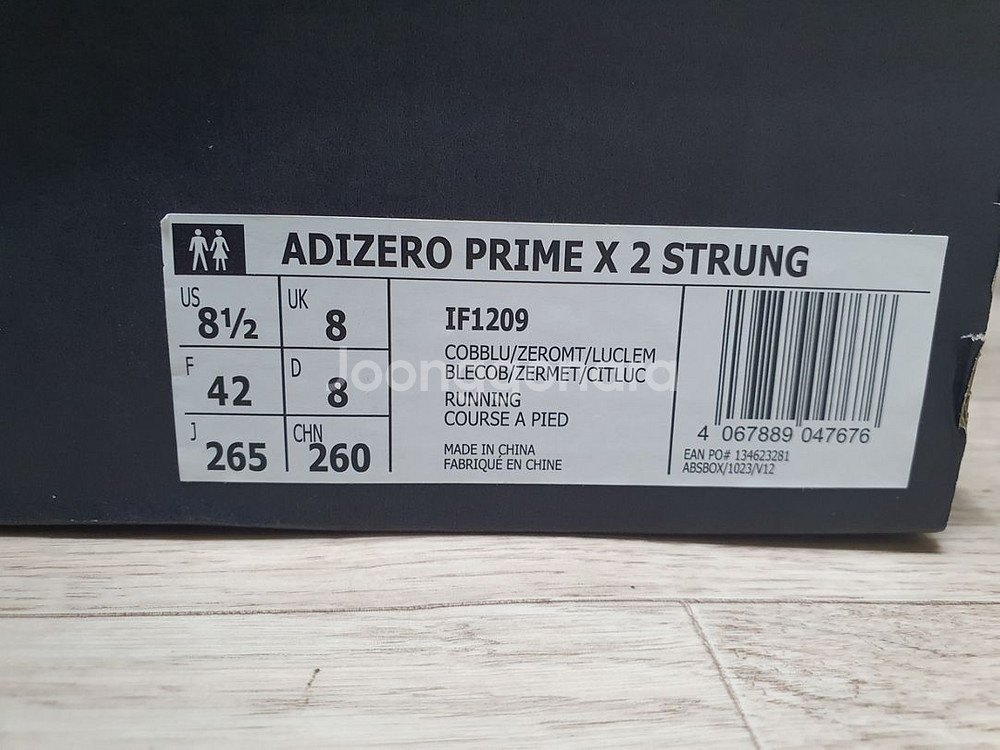 ADIZERO PRIME X 2 STRUNG
US 8½
UK 8
F 42
D 8
J 265
CHN 260
IF1209
COBBLU/ZEROMT/LUCLEM
BLECOB/ZERMET/CITLUC
RUNNING
COURSE A PIED
MADE IN CHINA
FABRIQUÉ EN CHINE
4 067889 047676
EAN PO# 134623281
ABSBOX/1023/V12